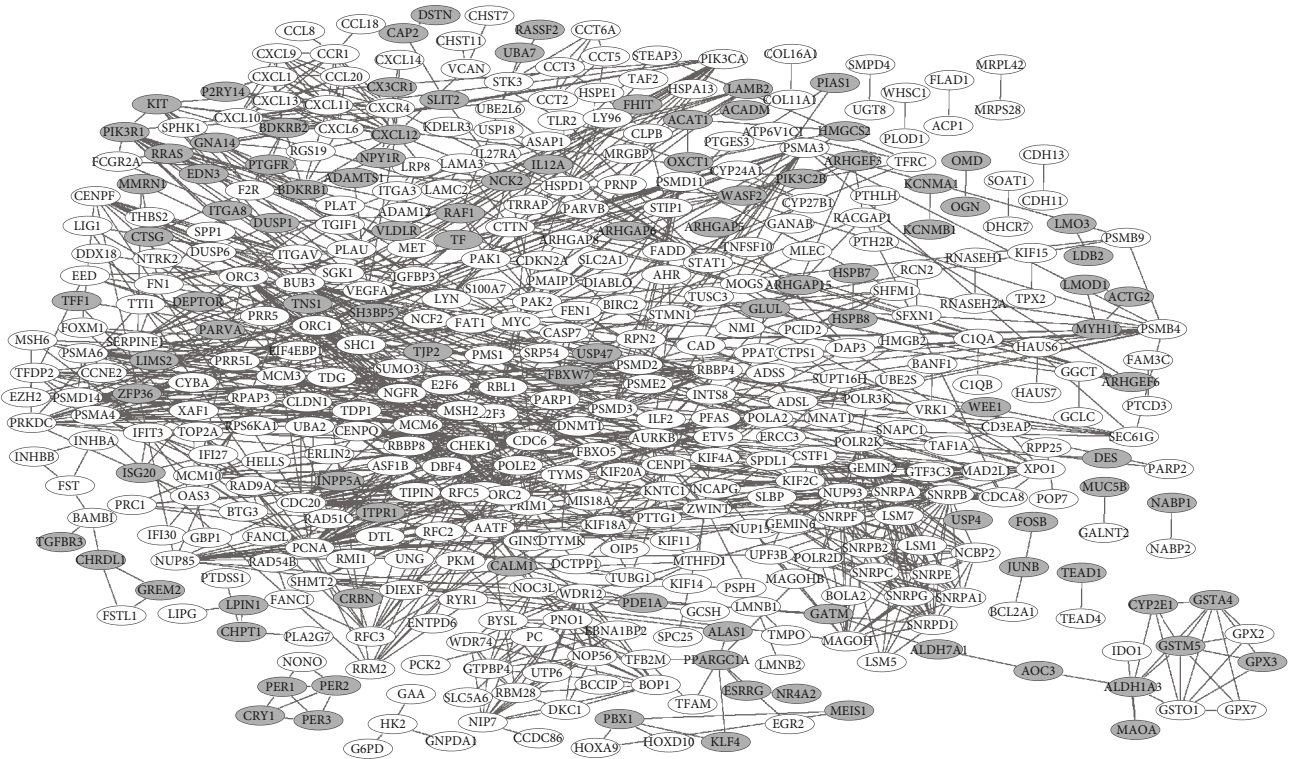 DSTN
CHST7
CCL8
CCL18
CAP2
RASSF2
CCT6A
CXCL9
CCR1
CHST11
UBA7
CXCL14
CCT3
CCT5
STEAP3
PIK3CA
COL16A1
SMPD4
MRPL42
CXCL1
CCL20
CX3CR1
VCAN
STK3
TAF2
HSPE1
HSPA13
LAMB2
PIAS1
WHSC1
FLAD1
P2RY14
KIT
CXCL13
CXCL11
CXCR4
SLIT2
UBE2L6
CCT2
FHIT
ACADM
COL11A1
UGT8
MRPS28
CXCL10
BDKRB2
CXCL6
CXCL12
KDELR3
USP18
TLR2
LY96
CLPB
ACAT1
ATP6V1C1
HMGCS2
ACP1
PLOD1
PIK3R1
SPHK1
GNA14
RGS19
NPY1R
LRP8
LAMA3
IL27RA
ASAP1
MRGBP
PTGES3
PSMA3
ARHGEF3
TFRC
OMD
CDH13
FCGR2A
RRAS
EDN3
PTGFR
ADAMTS1
NCK2
IL12A
OXCT1
CYP24A1
PIK3C2B
KCNMA1
SOAT1
CENPF
MMRN1
F2R
BDKRB1
ITGA3
LAMC2
HSPD1
PRNP
PSMD11
WASF2
PTHLH
OGN
CDH11
THBS2
ITGA8
PLAT
ADAM12
RAF1
TRRAP
PARVB
STIP1
CYP27B1
RACGAP1
LMO3
LIG1
CTSG
SPP1
DUSP1
TGIF1
VLDLR
CTTN
ARHGAP6
ARHGAP5
GANAB
KCNMB1
DHCR7
PSMB9
DDX18
NTRK2
DUSP6
ITGAV
PLAU
MET
TF
ARHGAP8
FADD
TNFSF10
MLEC
PTH2R
RNASEH1
KIF15
LDB2
EED
FN1
ORC3
BUB3
SGK1
IGFBP3
PAK1
CDKN2A
SLC2A1
STAT1
AHR
MOGS
ARHGAP15
HSPB7
RCN2
LMOD1
ACTG2
TFF1
TTI1
DEPTOR
TNS1
VEGFA
S100A7
PMAIP1
DIABLO
TUSC3
SHFM1
RNASEH2A
TPX2
LYN
PAK2
FEN1
BIRC2
STMN1
GLUL
HSPB8
SFXN1
MYH11
PSMB4
FOXM1
PARVA
PRR5
ORC1
SH3BP5
NCF2
FAT1
MYC
CASP7
NMI
PCID2
MSH6
SERPINE1
SHC1
RPN2
CAD
PPAT
CTPS1
DAP3
HMGB2
C1QA
HAUS6
PSMA6
LIMS2
PRR5L
EIF4EBP1
TJP2
PMS1
SRP54
USP47
PSMD2
RBBP4
ADSS
BANF1
GGCT
FAM3C
TFDP2
CCNE2
CYBA
MCM3
TDG
SUMO3
FBXW7
PSME2
SUPT16H
UBE2S
C1QB
HAUS7
ARHGEF6
EZH2
PSMD14
ZFP36
RPAP3
CLDN1
NGFR
E2F6
RBL1
PARP1
INTS8
ADSL
POLR3K
WEE1
PTCD3
PSMA4
XAF1
TDP1
MSH2
PSMD3
ILF2
PFAS
POLA2
MNAT1
VRK1
GCLC
PRKDC
IFIT3
TOP2A
RPS6KA1
UBA2
CENPQ
MCM6
DNMT1
AURKB
ETV5
ERCC3
SNAPC1
CD3EAP
SEC61G
INHBA
IFI27
ERLIN2
RBBP8
CHEK1
CDC6
FBXO5
POLR2K
TAF1A
RPP25
INHBB
ISG20
MCM10
HELLS
ASF1B
DBF4
POLE2
TYMS
KIF20A
CENPI
KIF4A
SPDL1
CSTF1
GEMIN2
GTF3C3
MAD2L1
XPO1
DES
PARP2
FST
OAS3
RAD9A
INPP5A
TIPIN
RFC5
ORC2
MIS18A
KNTC1
NCAPG
KIF2C
SLBP
NUP93
SNRPA
SNRPB
CDCA8
POP7
MUC5B
NABP1
PRC1
BTG3
CDC20
ITPR1
PRIM1
BAMBI
RAD51C
AATF
KIF18A
PTTG1
ZWINT
SNRPF
LSM7
USP4
FOSB
GALNT2
IFI30
GBP1
FANCL
PCNA
DTL
RFC2
DTYMK
OIP5
KIF11
GEMIN6
SNRPB2
LSM1
NCBP2
NABP2
TGFBR3
NUP85
RAD54B
RMI1
UNG
PKM
CALM1
DCTPP1
MTHFD1
UPF3B
POLR2D
CHRDL1
PTDSS1
SHMT2
DIEXF
NOC3L
TUBG1
KIF14
PSPH
MAGOHB
SNRPC
SNRPE
JUNB
TEAD1
GREM2
LPIN1
FANCI
CRBN
RYR1
WDR12
PDE1A
GCSH
LMNB1
BOLA2
SNRPG
SNRPA1
BCL2A1
CYP2E1
GSTA4
FSTL1
LIPG
CHPT1
PLA2G7
RFC3
ENTPD6
BYSL
PNO1
EBNA1BP2
SPC25
ALAS1
TMPO
GATM
MAGOH
SNRPD1
TEAD4
GPX2
WDR74
PC
NOP56
TFB2M
PPARGC1A
LMNB2
LSM5
ALDH7A1
IDO1
GSTM5
GPX3
NONO
RRM2
PCK2
GTPBP4
UTP6
AOC3
ALDH1A3
PER1
PER2
GAA
SLC5A6
RBM28
BCCIP
BOP1
ESRRG
NR4A2
CRY1
PER3
HK2
NIP7
DKC1
TFAM
EGR2
MEIS1
GSTO1
GPX7
G6PD
GNPDA1
CCDC86
PBX1
HOXA9
HOXD10
KLF4
MAOA